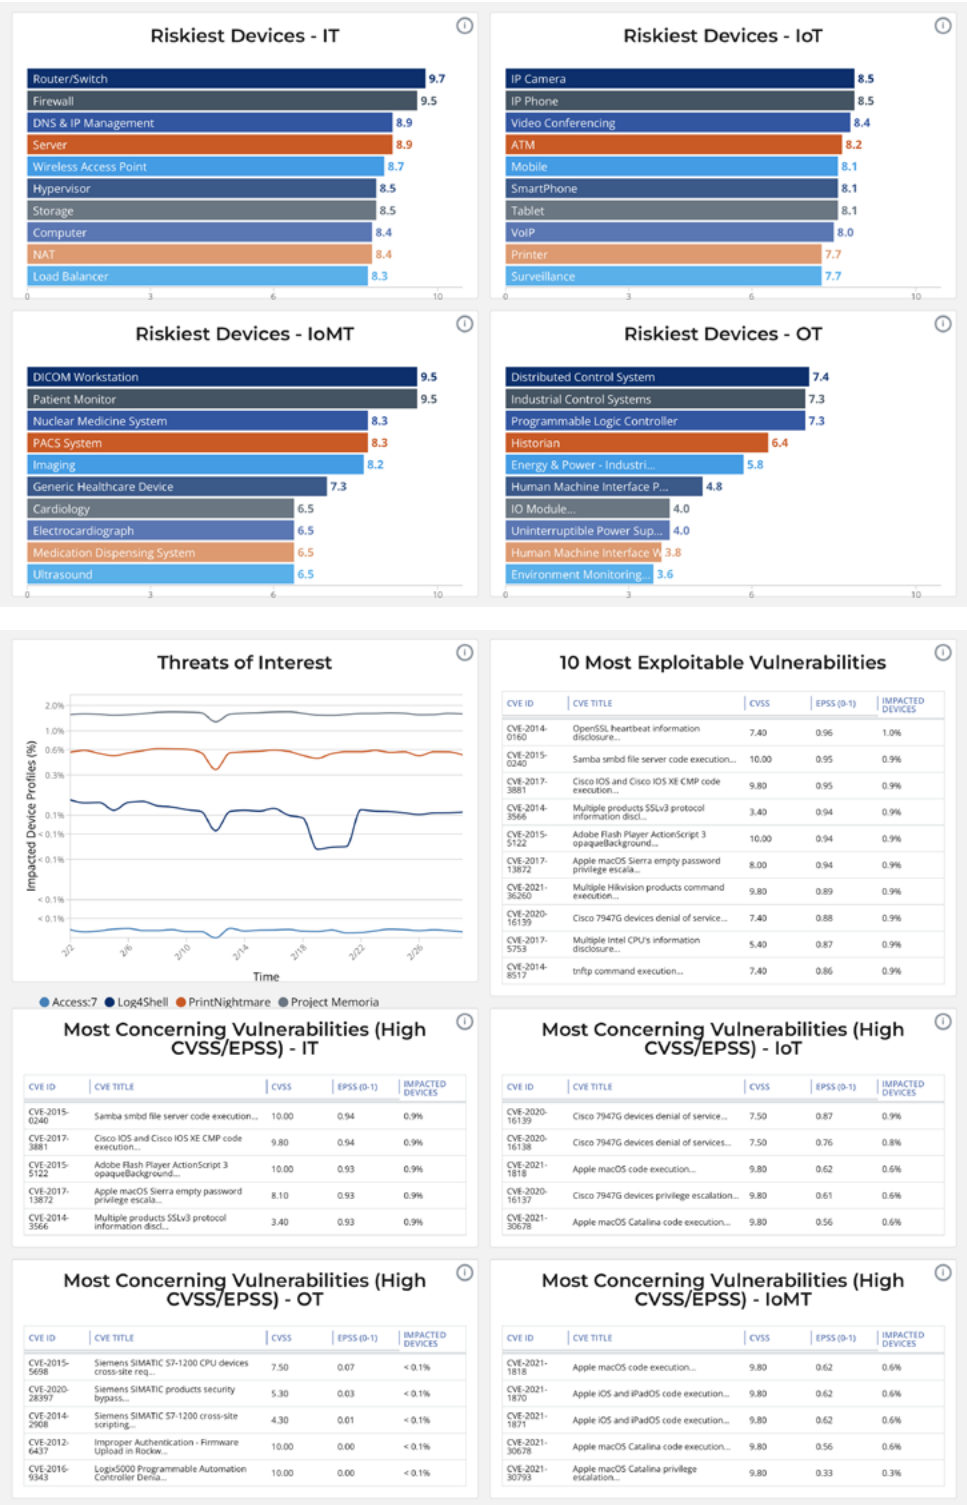 Riskiest Devices - IT
Router/Switch 9.7
Firewall 9.5
DNS & IP Management 8.9
Server 8.9
Wireless Access Point 8.7
Hypervisor 8.5
Storage 8.5
Computer 8.4
NAT 8.4
Load Balancer 8.3
0 3 6 10
Riskiest Devices - IoT
IP Camera 8.5
IP Phone 8.5
Video Conferencing 8.4
ATM 8.2
Mobile 8.1
SmartPhone 8.1
Tablet 8.1
VoIP 8.0
Printer 7.7
Surveillance 7.7
0 3 6 10
Riskiest Devices - IoMT
DICOM Workstation 9.5
Patient Monitor 9.5
Nuclear Medicine System 8.3
PACS System 8.3
Imaging 8.2
Generic Healthcare Device 7.3
Cardiology 6.5
Electrocardiograph 6.5
Medication Dispensing System 6.5
Ultrasound 6.5
0 3 6 10
Riskiest Devices - OT
Distributed Control System 7.4
Industrial Control Systems 7.3
Programmable Logic Controller 7.3
Historian 6.4
Energy & Power - Industri... 5.8
Human Machine Interface P... 4.8
IO Module... 4.0
Uninterruptible Power Sup... 4.0
Human Machine Interface W 3.8
Environment Monitoring... 3.6
0 3 6 10
Threats of Interest
Impacted Device Profiles (%)
2.0%
1.0%
0.6%
0.3%
0.1%
< 0.1%
< 0.1%
< 0.1%
< 0.1%
2/2 2/6 2/10 2/14 2/18 2/22 2/26
Time
Access:7 Log4Shell PrintNightmare Project Memoria
10 Most Exploitable Vulnerabilities
CVE ID CVE TITLE CVSS EPSS (0-1) IMPACTED
DEVICES
CVE-2014- OpenSSL heartbeat information 7.40 0.96 1.0%
0160 disclosure...
CVE-2015- Samba smbd file server code execution... 10.00 0.95 0.9%
0240
CVE-2017- Cisco IOS and Cisco IOS XE CMP code 9.80 0.95 0.9%
3881 execution...
CVE-2014- Multiple products SSLv3 protocol 3.40 0.94 0.9%
3566 information discl...
CVE-2015- Adobe Flash Player ActionScript 3 10.00 0.94 0.9%
5122 opaqueBackground...
CVE-2017- Apple macOS Sierra empty password 8.00 0.94 0.9%
13872 privilege escala...
CVE-2021- Multiple Hikvision products command 9.80 0.89 0.9%
36260 execution...
CVE-2020- Cisco 7947G devices denial of service... 7.40 0.88 0.9%
16139
CVE-2017- Multiple Intel CPU's information 5.40 0.87 0.9%
5753 disclosure...
CVE-2014- tnftp command execution... 7.40 0.86 0.9%
8517
Most Concerning Vulnerabilities (High
CVSS/EPSS) - IT
CVE ID CVE TITLE CVSS EPSS (0-1) IMPACTED
DEVICES
CVE-2015- Samba smbd file server code execution... 10.00 0.94 0.9%
0240
CVE-2017- Cisco IOS and Cisco IOS XE CMP code 9.80 0.94 0.9%
3881 execution...
CVE-2015- Adobe Flash Player ActionScript 3 10.00 0.93 0.9%
5122 opaqueBackground...
CVE-2017- Apple macOS Sierra empty password 8.10 0.93 0.9%
13872 privilege escala...
CVE-2014- Multiple products SSLv3 protocol 3.40 0.93 0.9%
3566 information discl...
Most Concerning Vulnerabilities (High
CVSS/EPSS) - IoT
CVE ID CVE TITLE CVSS EPSS (0-1) IMPACTED
DEVICES
CVE-2020- Cisco 7947G devices denial of service... 7.50 0.87 0.9%
16139
CVE-2020- Cisco 7947G devices denial of services... 7.50 0.76 0.8%
16138
CVE-2021- Apple macOS code execution... 9.80 0.62 0.6%
1818
CVE-2020- Cisco 7947G devices privilege escalation... 9.80 0.61 0.6%
16137
CVE-2021- Apple macOS Catalina code execution... 9.80 0.56 0.6%
30678
Most Concerning Vulnerabilities (High
CVSS/EPSS) - OT
CVE ID CVE TITLE CVSS EPSS (0-1) IMPACTED
DEVICES
CVE-2015- Siemens SIMATIC S7-1200 CPU devices 7.50 0.07 < 0.1%
5698 cross-site req...
CVE-2020- Siemens SIMATIC products security 5.30 0.03 < 0.1%
28397 bypass...
CVE-2014- Siemens SIMATIC S7-1200 cross-site 4.30 0.01 < 0.1%
2908 scripting...
CVE-2012- Improper Authentication - Firmware 10.00 0.00 < 0.1%
6437 Upload in Rockw...
CVE-2016- Logix5000 Programmable Automation 10.00 0.00 < 0.1%
9343 Controller Denia...
Most Concerning Vulnerabilities (High
CVSS/EPSS) - IoMT
CVE ID CVE TITLE CVSS EPSS (0-1) IMPACTED
DEVICES
CVE-2021- Apple macOS code execution... 9.80 0.62 0.6%
1818
CVE-2021- Apple iOS and iPadOS code execution... 9.80 0.62 0.6%
1870
CVE-2021- Apple iOS and iPadOS code execution... 9.80 0.62 0.6%
1871
CVE-2021- Apple macOS Catalina code execution... 9.80 0.56 0.6%
30678
CVE-2021- Apple macOS Catalina privilege 9.80 0.33 0.3%
30793 escalation...